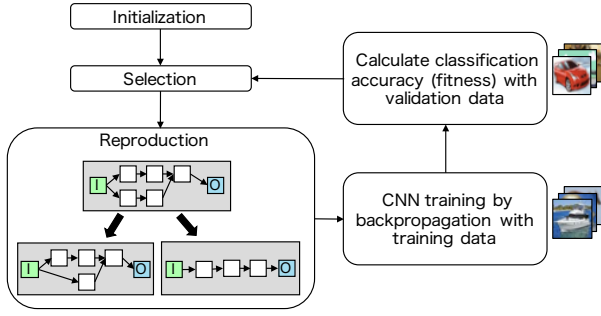 Initialization
Selection
Reproduction
I
O
I
O
I
O
Calculate classification
accuracy (fitness) with
validation data
CNN training by
backpropagation with
training data